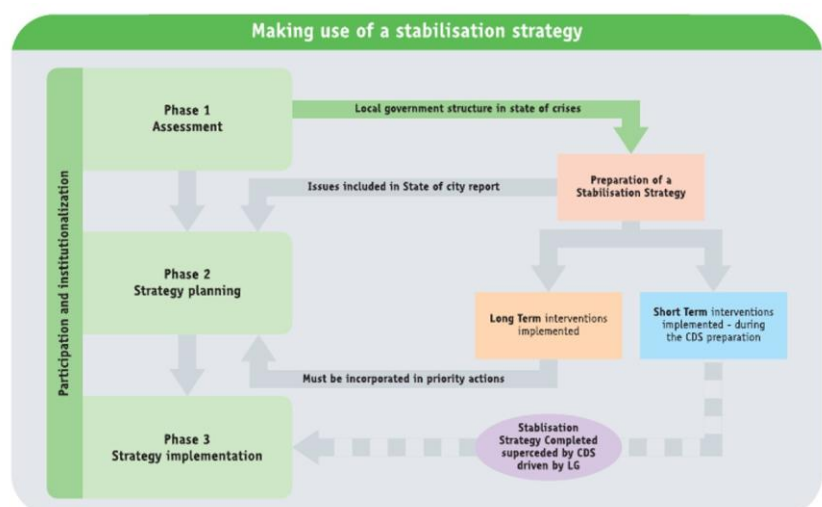 Making use of a stabilisation strategy
Participation and institutionalization
Phase 1
Assessment
Local government structure in state of crises
Preparation of a
Stabilisation Strategy
Issues included in State of city report
Phase 2
Strategy planning
Long Term interventions
implemented
Short Term interventions
implemented - during
the CDS preparation
Must be incorporated in priority actions
Phase 3
Strategy implementation
Stablisation
Strategy Completed
superceded by CDS
driven by LG